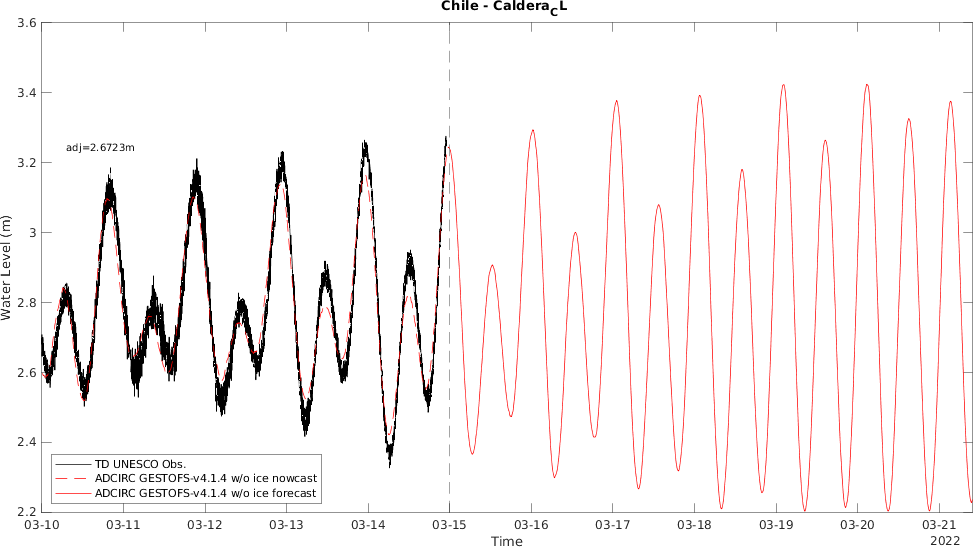 Chile - Caldera_CL
3.6
3.4
3.2
3
2.8
2.6
2.4
2.2
Water Level (m)
adj=2.6723m
TD UNESCO Obs.
ADCIRC GESTOFS-v4.1.4 w/o ice nowcast
ADCIRC GESTOFS-v4.1.4 w/o ice forecast
03-10 03-11 03-12 03-13 03-14 03-15 03-16 03-17 03-18 03-19 03-20 03-21
Time
2022